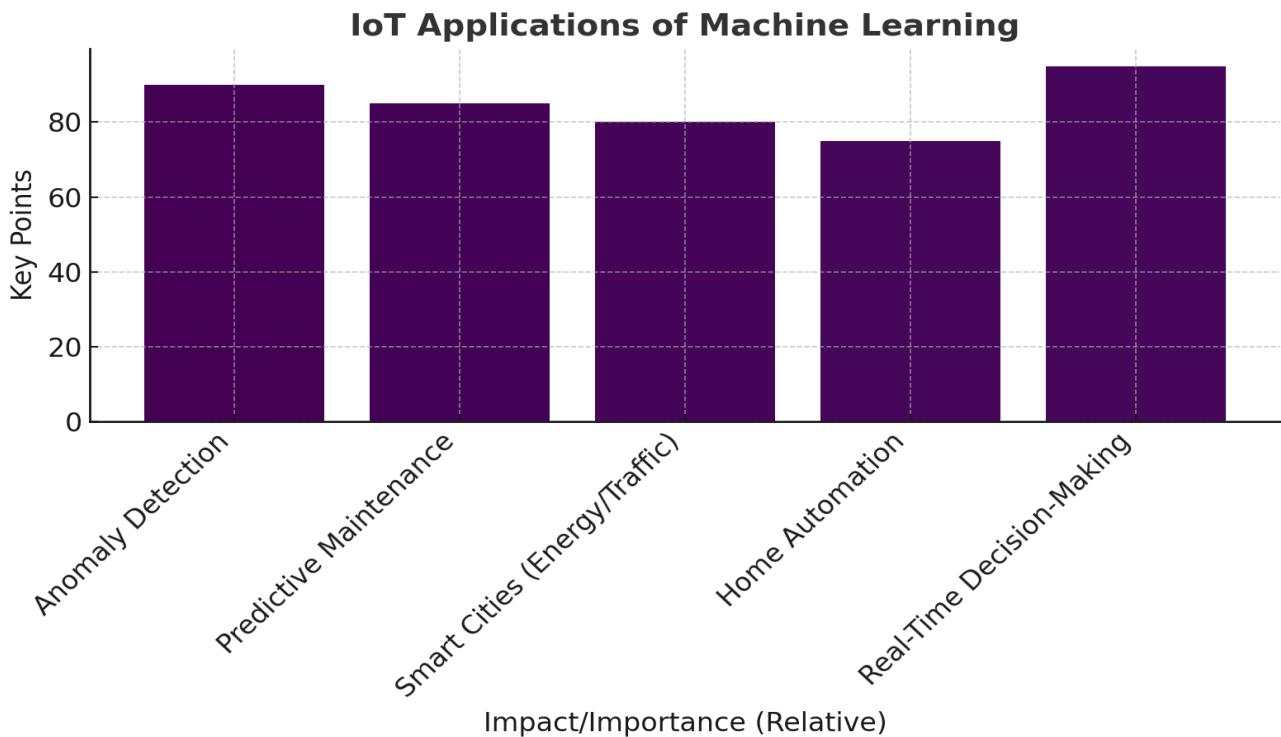 IoT Applications of Machine Learning
Key Points
80
60
40
20
0
Anomaly Detection
Predictive Maintenance
Smart Cities (Energy/Traffic)
Home Automation
Real-Time Decision-Making
Impact/Importance (Relative)